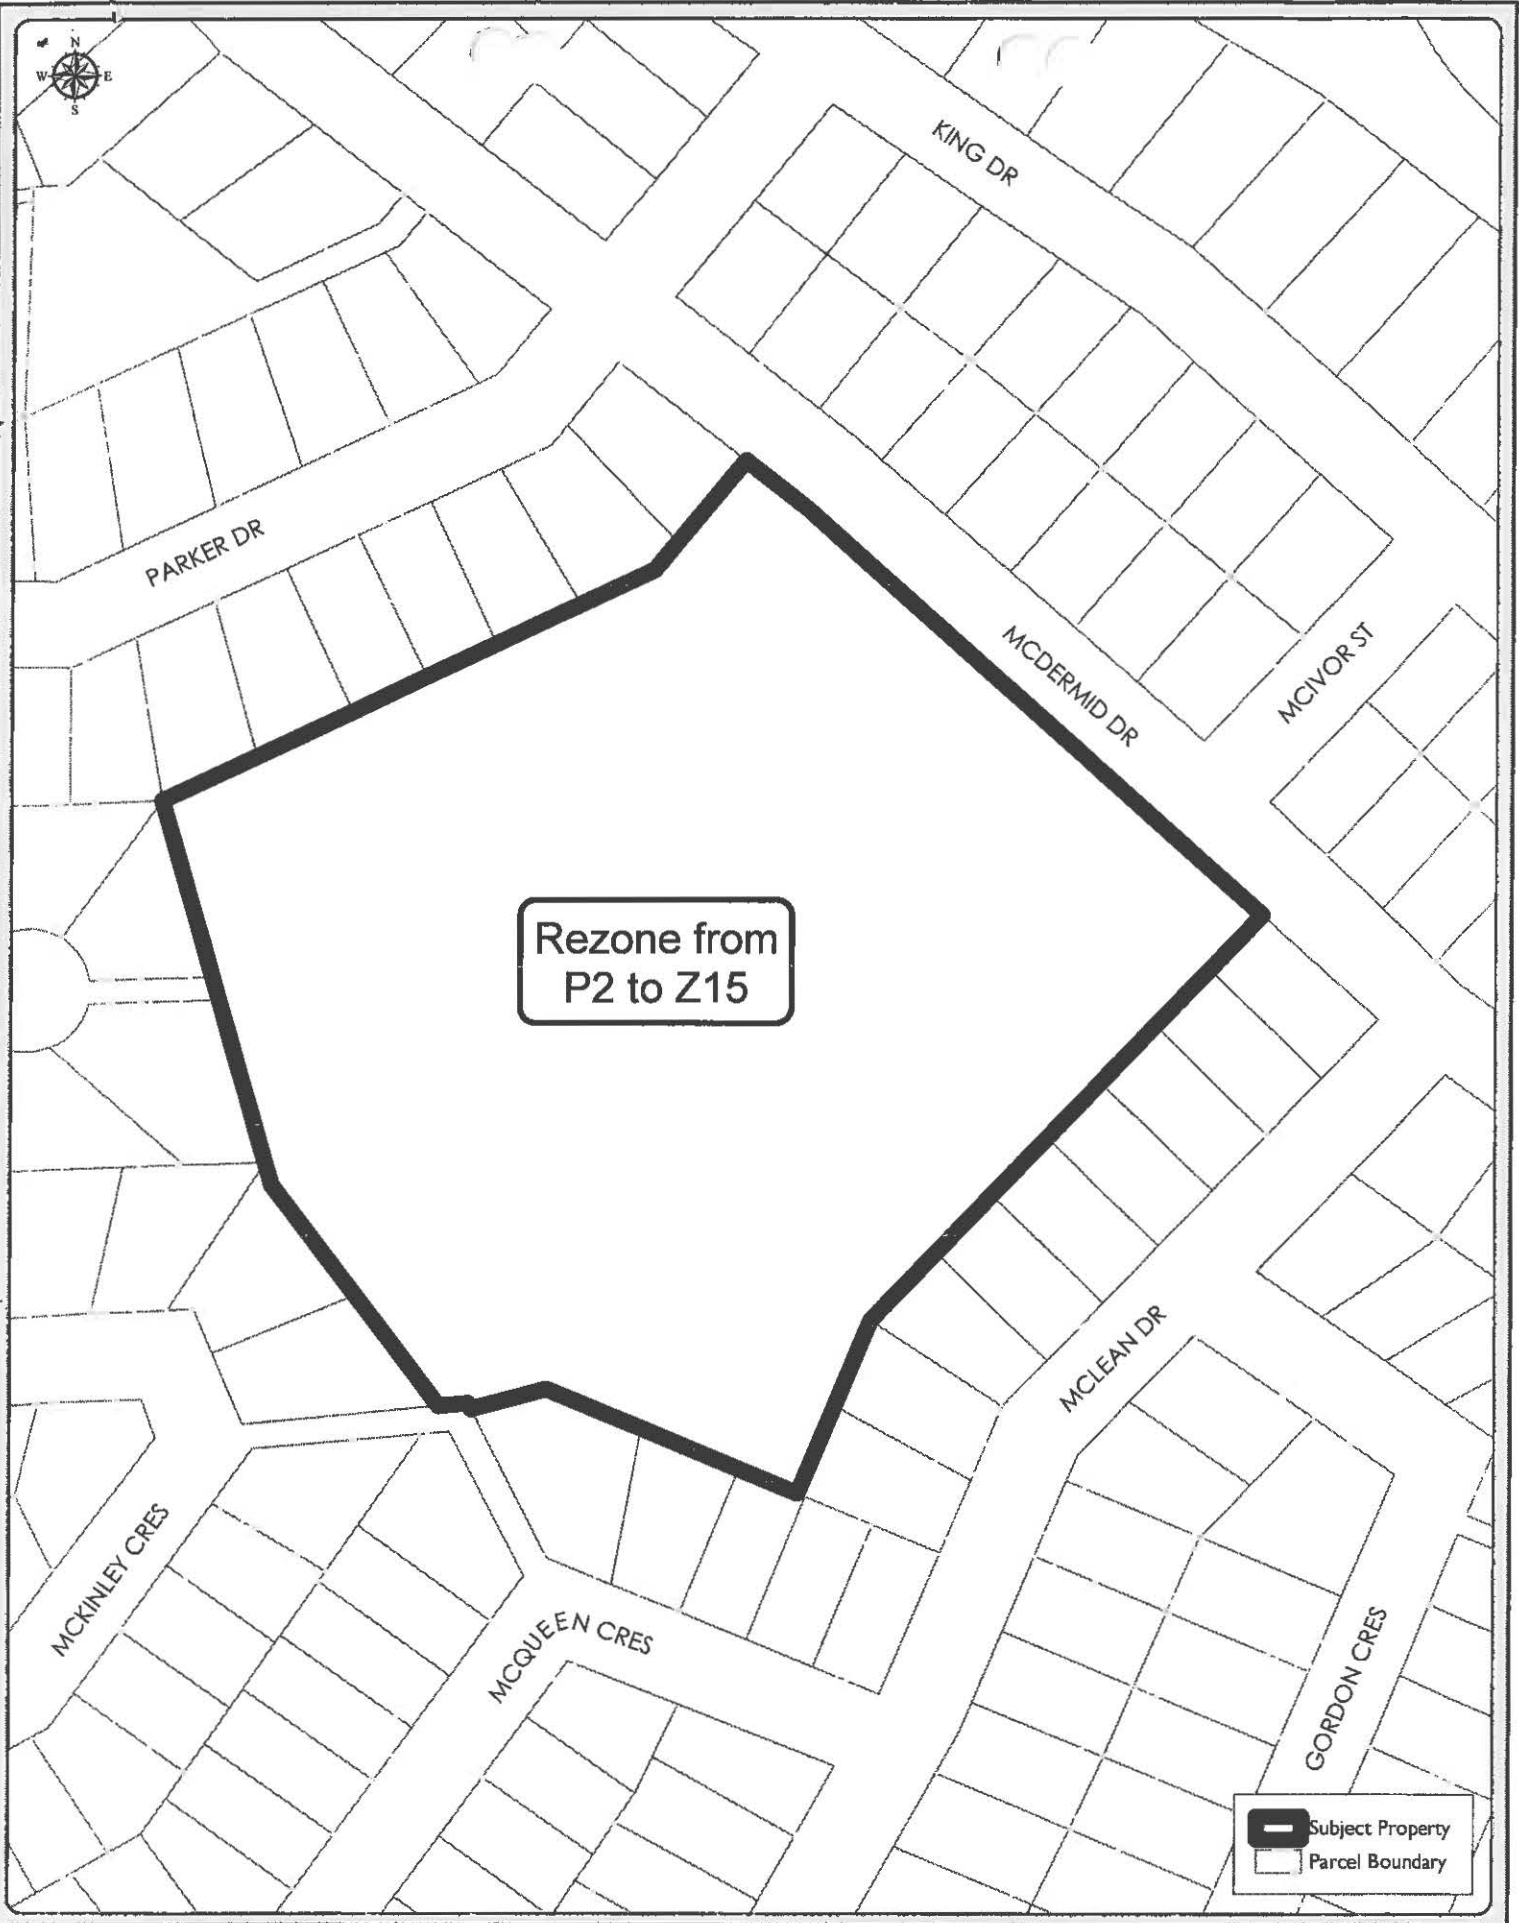 N
W E
S
KING DR
PARKER DR
MCDERMID DR
MCIVOR ST
Rezone from
P2 to Z15
MCLEAN DR
MCKINLEY CRES
MCQUEEN CRES
GORDON CRES
Subject Property
Parcel Boundary